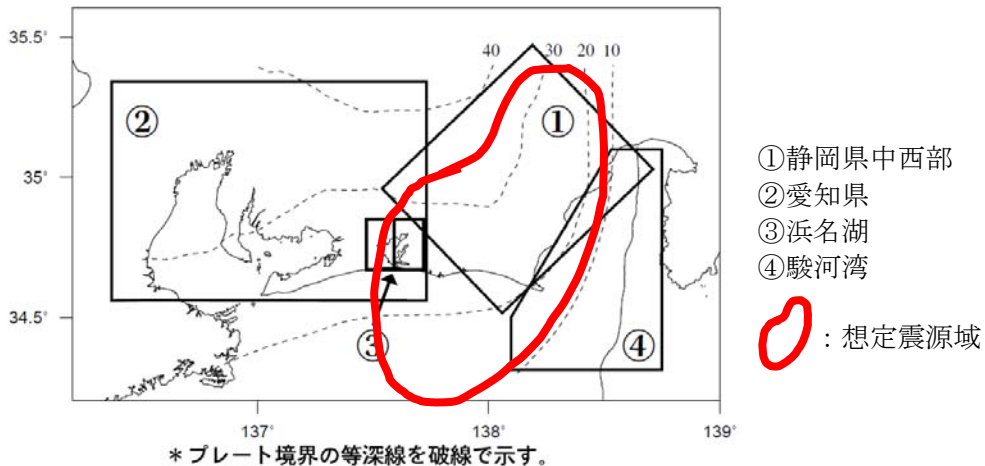 35.5°
40
30
20
10
②
①
35°
①静岡県中西部
②愛知県
③浜名湖
④駿河湾
34.5°
③
④
：想定震源域
137°
138°
139°
＊プレート境界の等深線を破線で示す。